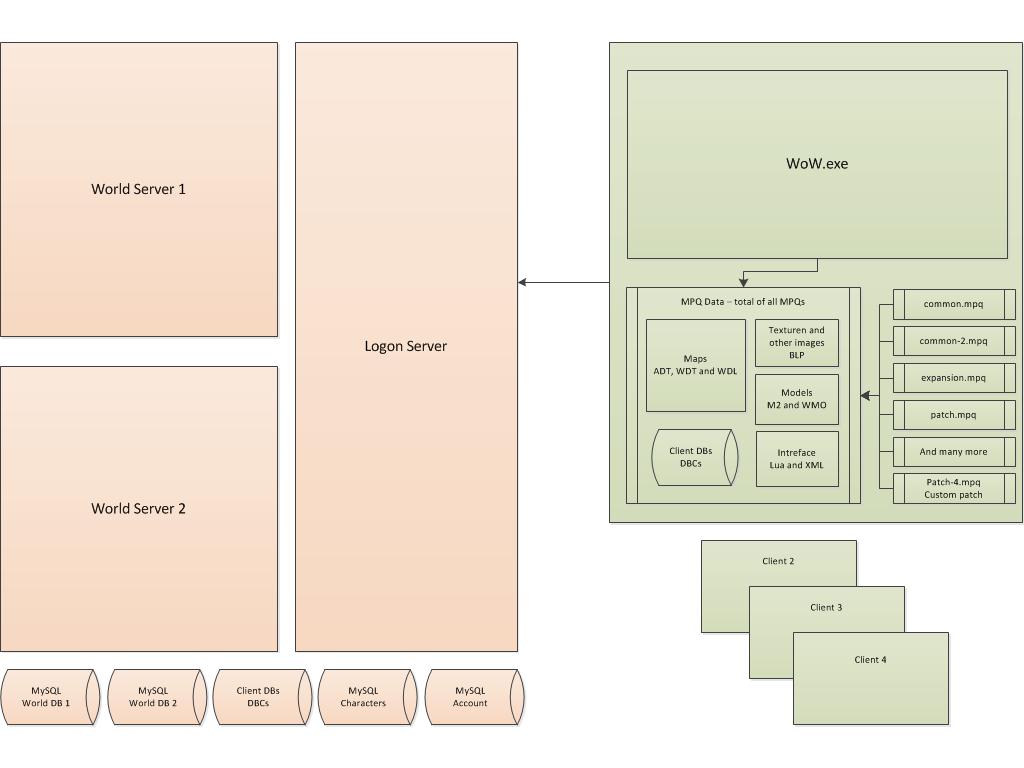 World Server 1
World Server 2
Logon Server
MySQL
World DB 1
MySQL
World DB 2
Client DBs
DBCs
MySQL
Characters
MySQL
Account
WoW.exe
MPQ Data – total of all MPQs
Maps
ADT, WDT and WDL
Texturen and
other images
BLP
Models
M2 and WMO
Client DBs
DBCs
Intreface
Lua and XML
common.mpq
common-2.mpq
expansion.mpq
patch.mpq
And many more
Patch-4.mpq
Custom patch
Client 2
Client 3
Client 4